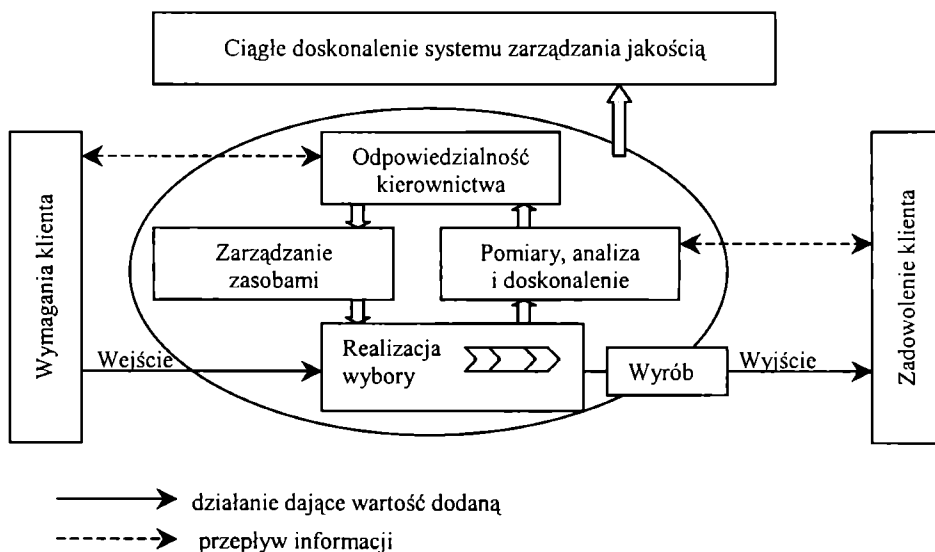 Ciągłe doskonalenie systemu zarządzania jakością
Wymagania klienta
Odpowiedzialność
kierownictwa
Zarządzanie
zasobami
Pomiary, analiza
i doskonalenie
Zadowolenie klienta
Wejście
Realizacja
wybory
Wyrób
Wyjście
działanie dające wartość dodaną
przepływ informacji